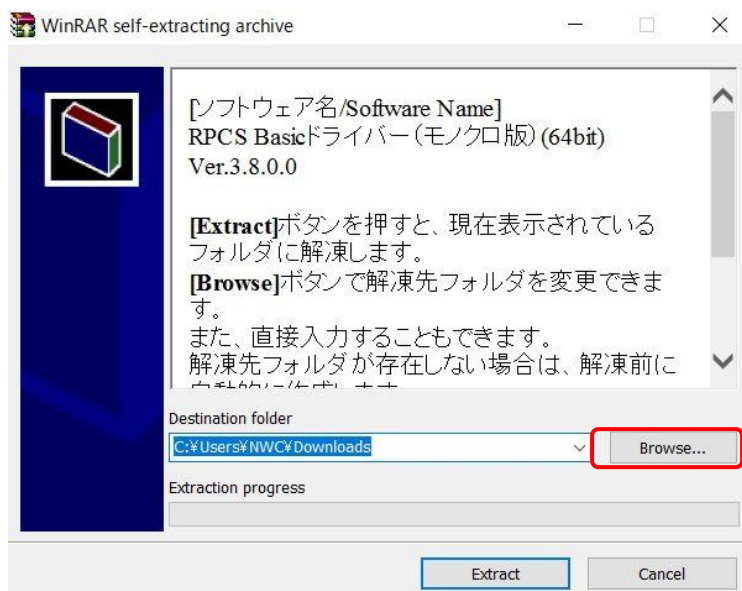 WinRAR self-extracting archive
[ソフトウェア名/Software Name]
RPCS Basicドライバー(モノクロ版) (64bit)
Ver.3.8.0.0
[Extract]ボタンを押すと、現在表示されている
フォルダに解凍します。
[Browse]ボタンで解凍先フォルダを変更できま
す。
また、直接入力することもできます。
解凍先フォルダが存在しない場合は、解凍前に
Destination folder
C:¥Users¥NWC¥Downloads
Browse...
Extraction progress
Extract
Cancel